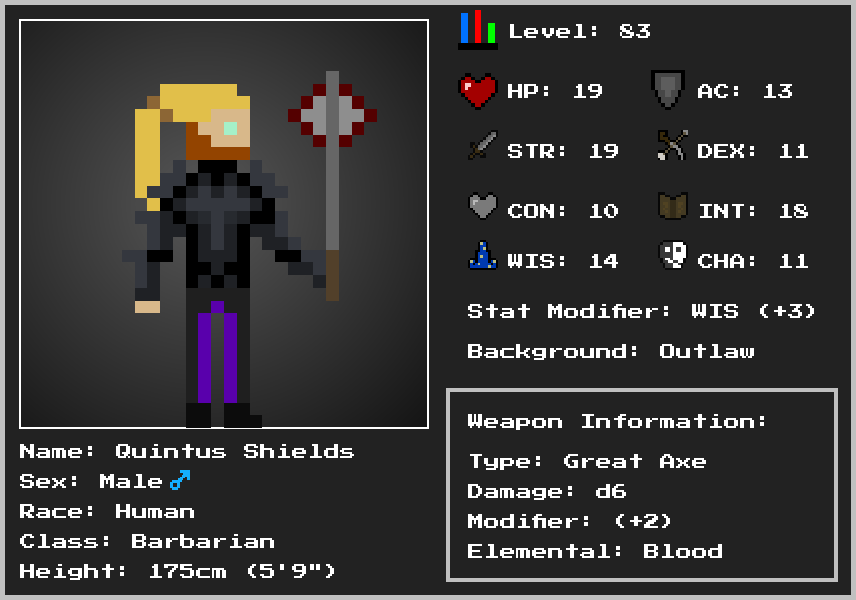 Level: 83
HP: 19 AC: 13
STR: 19 DEX: 11
CON: 10 INT: 18
WIS: 14 CHA: 11
Stat Modifier: WIS (+3)
Background: Outlaw
Name: Quintus Shields
Sex: Male♂
Race: Human
Class: Barbarian
Height: 175cm (5'9")
Weapon Information:
Type: Great Axe
Damage: d6
Modifier: (+2)
Elemental: Blood